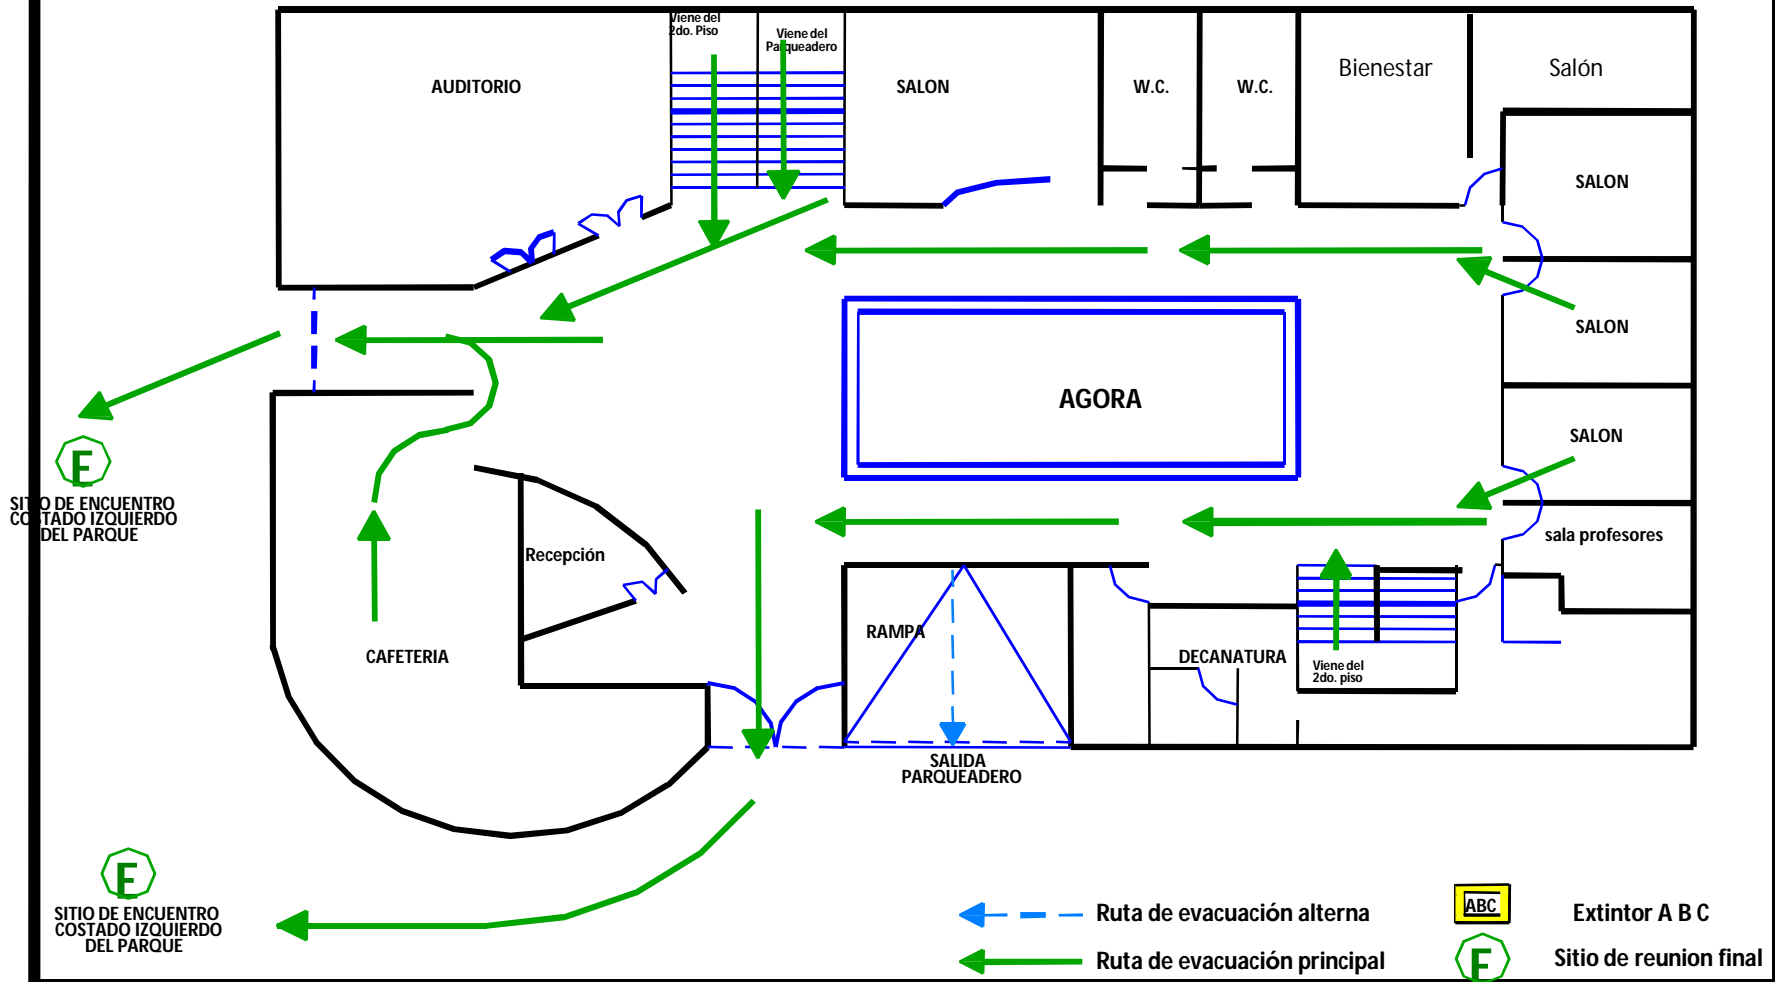 Viene del
2do. Piso
Viene del
Parqueadero
AUDITORIO
SALON
W.C.
W.C.
Bienestar
Salón
SALON
SALON
AGORA
SALON
E
SITIO DE ENCUENTRO
COSTADO IZQUIERDO
DEL PARQUE
Recepción
sala profesores
RAMPA
CAFETERIA
DECANATURA
Viene del
2do. piso
SALIDA
PARQUEADERO
E
SITIO DE ENCUENTRO
COSTADO IZQUIERDO
DEL PARQUE
Ruta de evacuación alterna
ABC
Extintor A B C
Ruta de evacuación principal
E
Sitio de reunion final